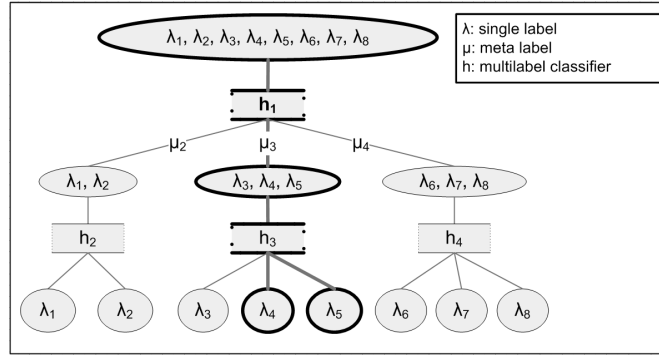 λ1, λ2, λ3, λ4, λ5, λ6, λ7, λ8
λ: single label
μ: meta label
h: multilabel classifier
h1
μ2 μ3 μ4
λ1, λ2 λ3, λ4, λ5 λ6, λ7, λ8
h2 h3 h4
λ1 λ2 λ3 λ4 λ5 λ6 λ7 λ8